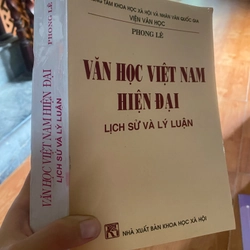 TRUNG TÂM KHOA HỌC XÃ HỘI VÀ NHÂN VĂN QUỐC GIA
VIỆN VĂN HỌC
PHONG LÊ
VĂN HỌC VIỆT NAM
HIỆN ĐẠI
LỊCH SỬ VÀ LÝ LUẬN
NHÀ XUẤT BẢN KHOA HỌC XÃ HỘI
PHONG LÊ
VĂN HỌC VIỆT NAM HIỆN ĐẠI
LỊCH SỬ VÀ LÝ LUẬN